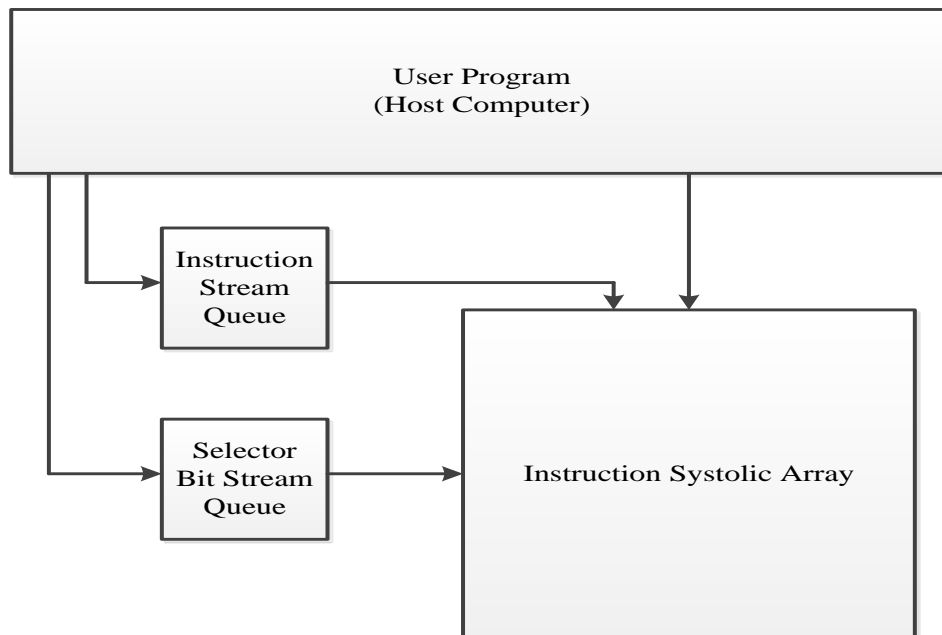 User Program
(Host Computer)
Instruction
Stream
Queue
Selector
Bit Stream
Queue
Instruction Systolic Array